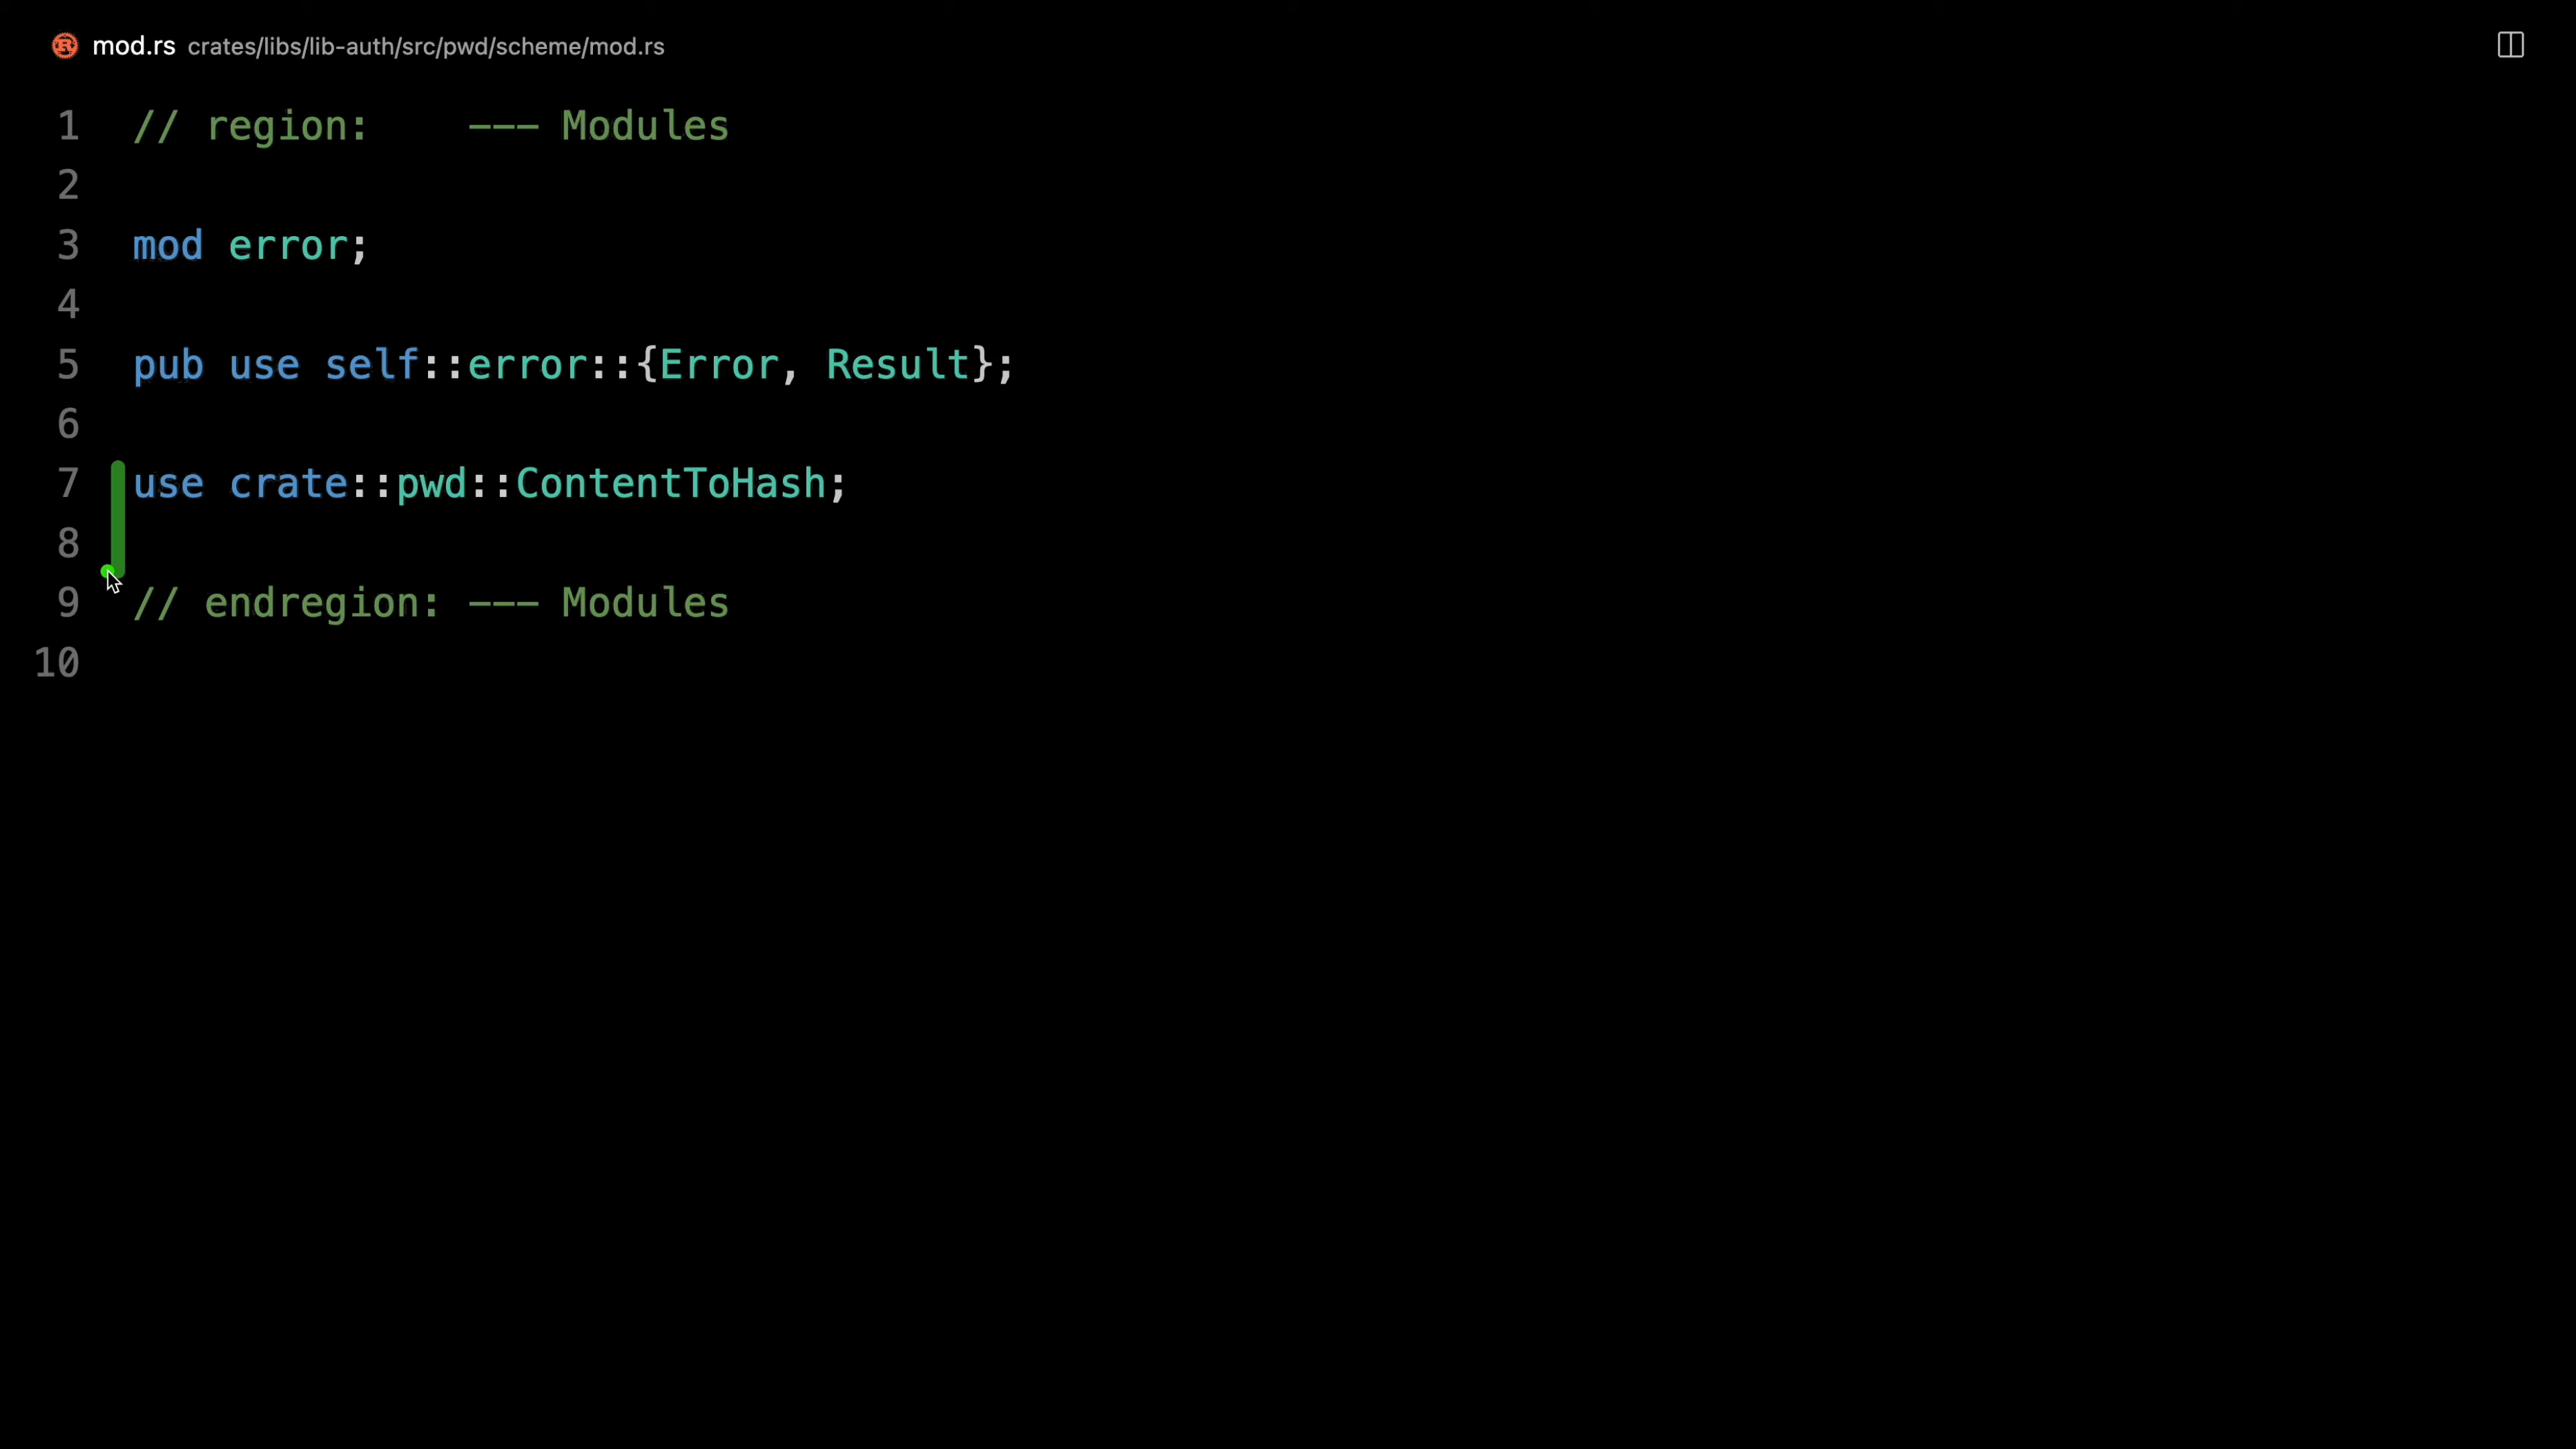 mod.rs crates/libs/lib-auth/src/pwd/scheme/mod.rs
1 // region:    --- Modules
2
3 mod error;
4
5 pub use self::error::{Error, Result};
6
7 use crate::pwd::ContentToHash;
8
9 // endregion: --- Modules
10